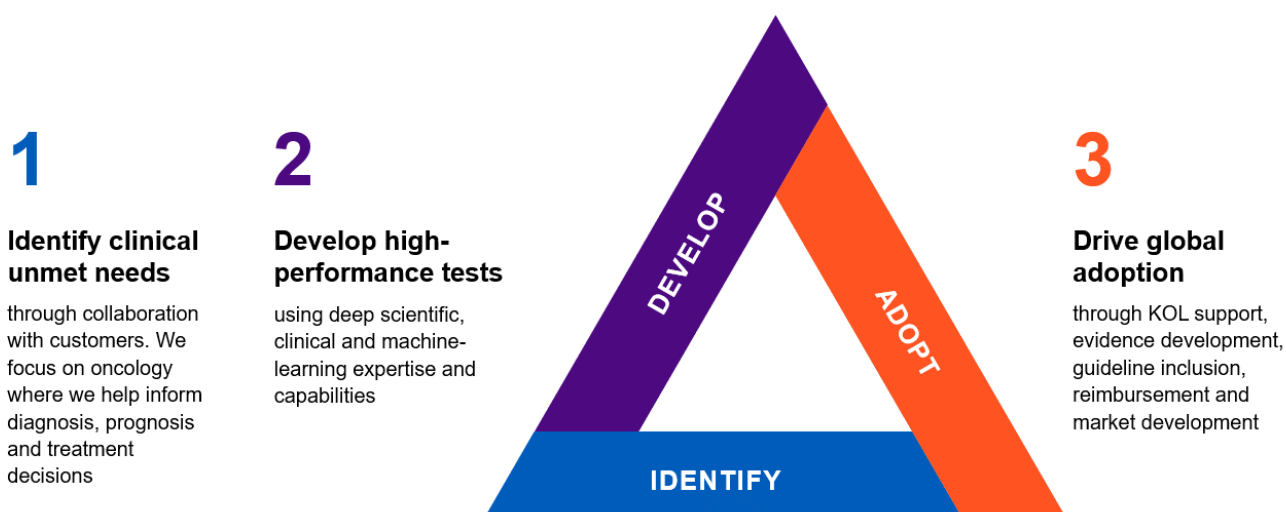 1
Identify clinical
unmet needs
through collaboration
with customers. We
focus on oncology
where we help inform
diagnosis, prognosis
and treatment
decisions
2
Develop high-
performance tests
using deep scientific,
clinical and machine-
learning expertise and
capabilities
DEVELOP
ADOPT
IDENTIFY
3
Drive global
adoption
through KOL support,
evidence development,
guideline inclusion,
reimbursement and
market development